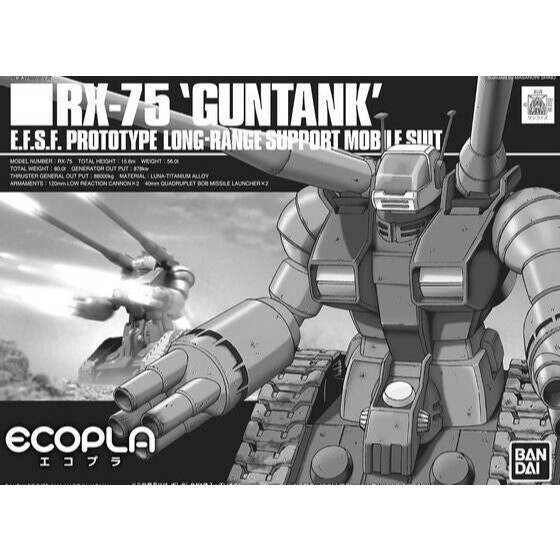 RX-75 'GUNTANK'
E.F.S.F. PROTOTYPE LONG-RANGE SUPPORT MOBILE SUIT
MODEL NUMBER : RX-75 TOTAL HEIGHT : 15.6m WEIGHT : 56.0t
TOTAL WEIGHT : 80.0t GENERATOR OUT PUT : 878kw
THRUSTER GENERAL OUT PUT : 88000kg MATERIAL : LUNA-TITANIUM ALLOY
ARMAMENTS : 120mm LOW REACTION CANNON×2 40mm QUADRUPLET BOB MISSILE LAUNCHER×2
ECOPLA
エコプラ
BAN
DAI